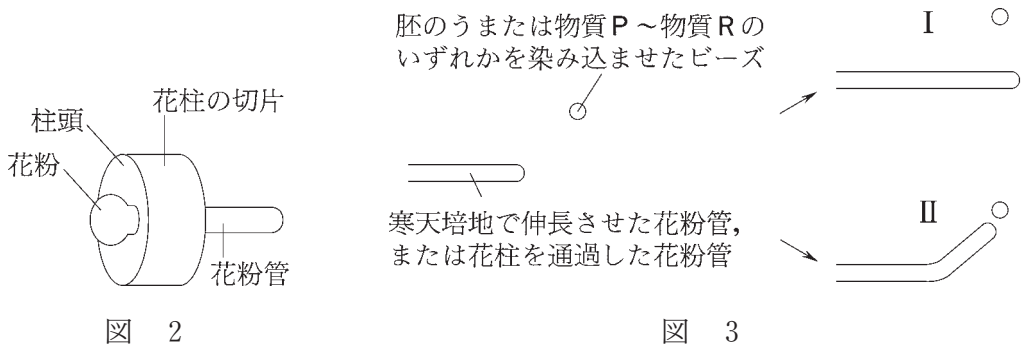 柱頭
花粉
花柱の切片
花粉管
図 2
胚のうまたは物質P〜物質Rの
いずれかを染み込ませたビーズ
寒天培地で伸長させた花粉管,
または花柱を通過した花粉管
Ⅰ
Ⅱ
図 3